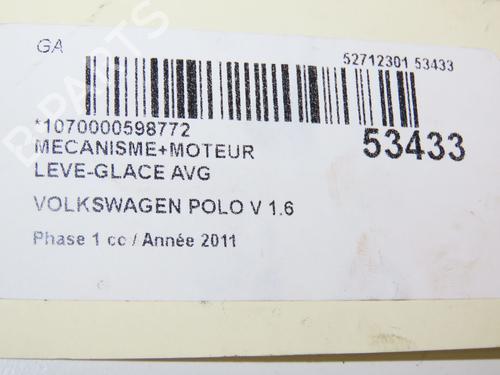 GA
52712301 53433
*1070000598772
53433
MECANISME+MOTEUR
LEVE-GLACE AVG
VOLKSWAGEN POLO V 1.6
Phase 1 cc / Année 2011
B-PARTS